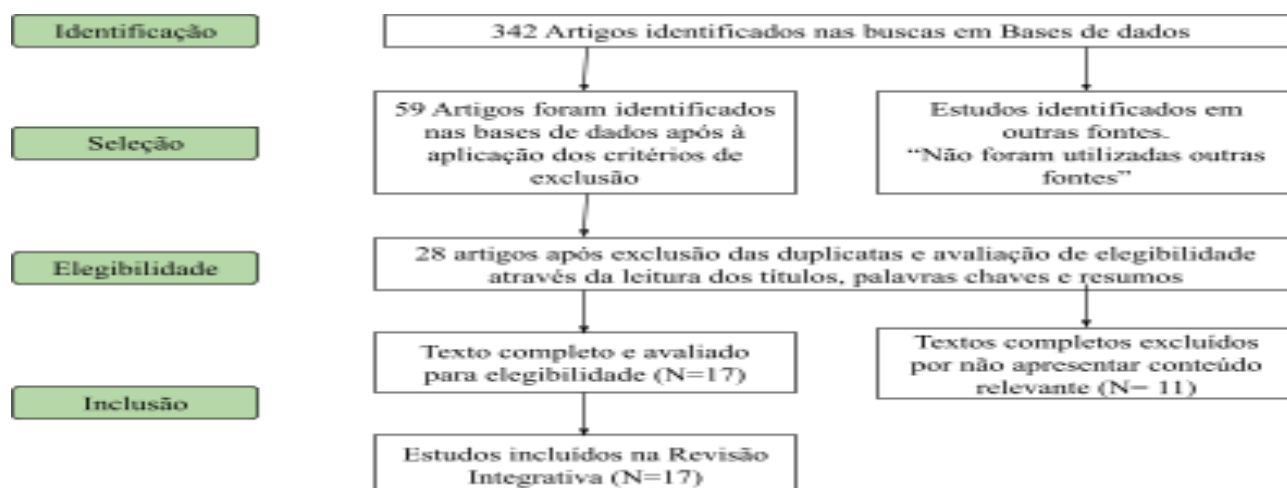 Identificação
342 Artigos identificados nas buscas em Bases de dados
Seleção
59 Artigos foram identificados
nas bases de dados após à
aplicação dos critérios de
exclusão
Estudos identificados em
outras fontes.
“Não foram utilizadas outras
fontes”
Elegibilidade
28 artigos após exclusão das duplicatas e avaliação de elegibilidade
através da leitura dos títulos, palavras chaves e resumos
Inclusão
Texto completo e avaliado
para elegibilidade (N=17)
Textos completos excluídos
por não apresentar conteúdo
relevante (N= 11)
Estudos incluídos na Revisão
Integrativa (N=17)